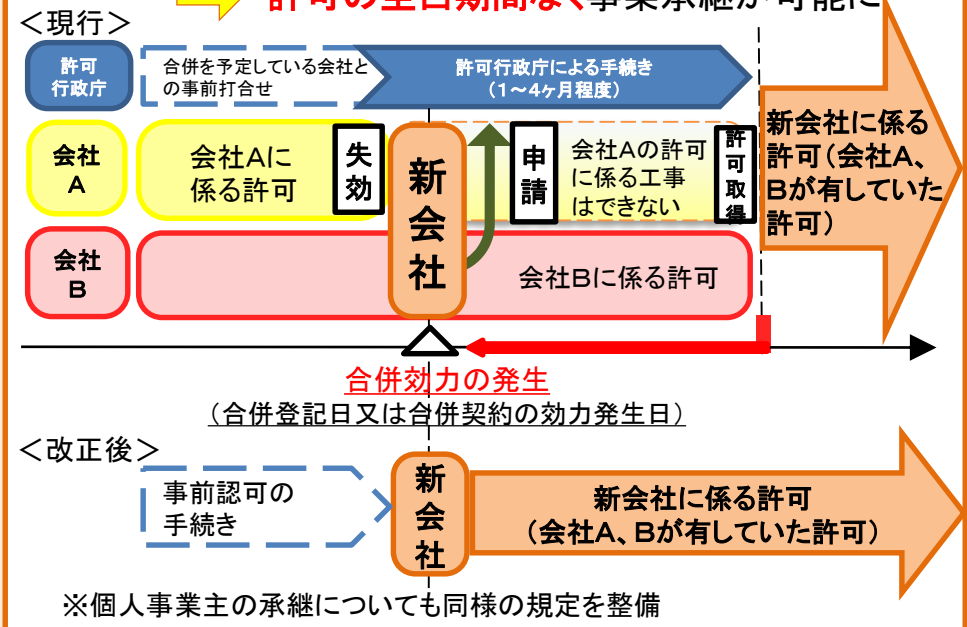 許可の空白期間なく事業承継が可能に
＜現行＞
許可
行政庁
合併を予定している会社と
の事前打合せ
許可行政庁による手続き
（1～4ヶ月程度）
会社
A
会社Aに
係る許可
失効
新会社
申請
会社Aの許可
に係る工事
はできない
許可取得
新会社に係る
許可（会社A、
Bが有していた
許可）
会社
B
会社Bに係る許可
合併効力の発生
（合併登記日又は合併契約の効力発生日）
＜改正後＞
事前認可の
手続き
新会社
新会社に係る許可
（会社A、Bが有していた許可）
※個人事業主の承継についても同様の規定を整備